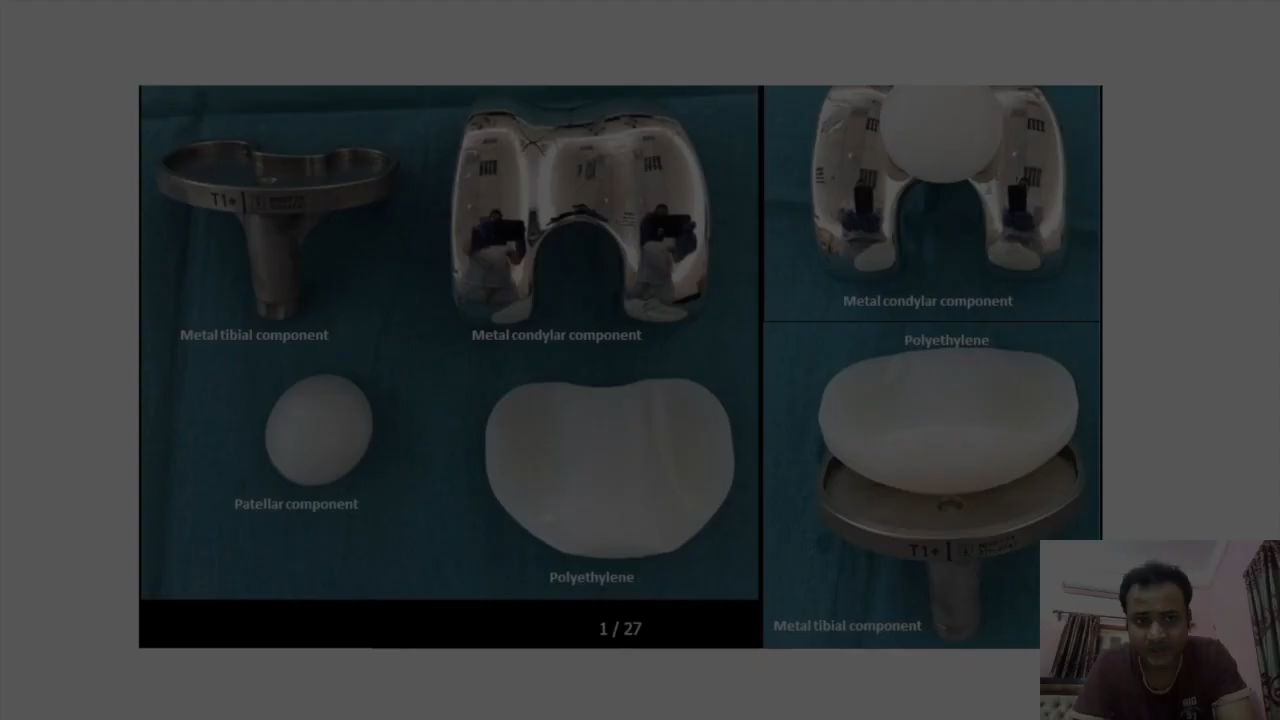 T1+
Metal tibial component
Metal condylar component
Patellar component
Polyethylene
1 / 27
Metal condylar component
Polyethylene
T1+
Metal tibial component